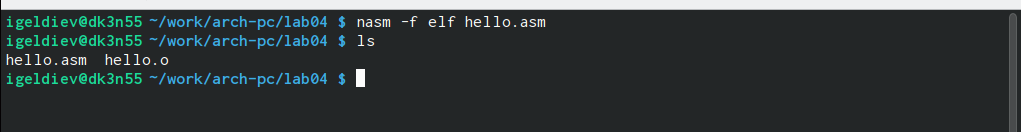 igeldiev@dk3n55 ~/work/arch-pc/lab04 $ nasm -f elf hello.asm
igeldiev@dk3n55 ~/work/arch-pc/lab04 $ ls
hello.asm  hello.o
igeldiev@dk3n55 ~/work/arch-pc/lab04 $